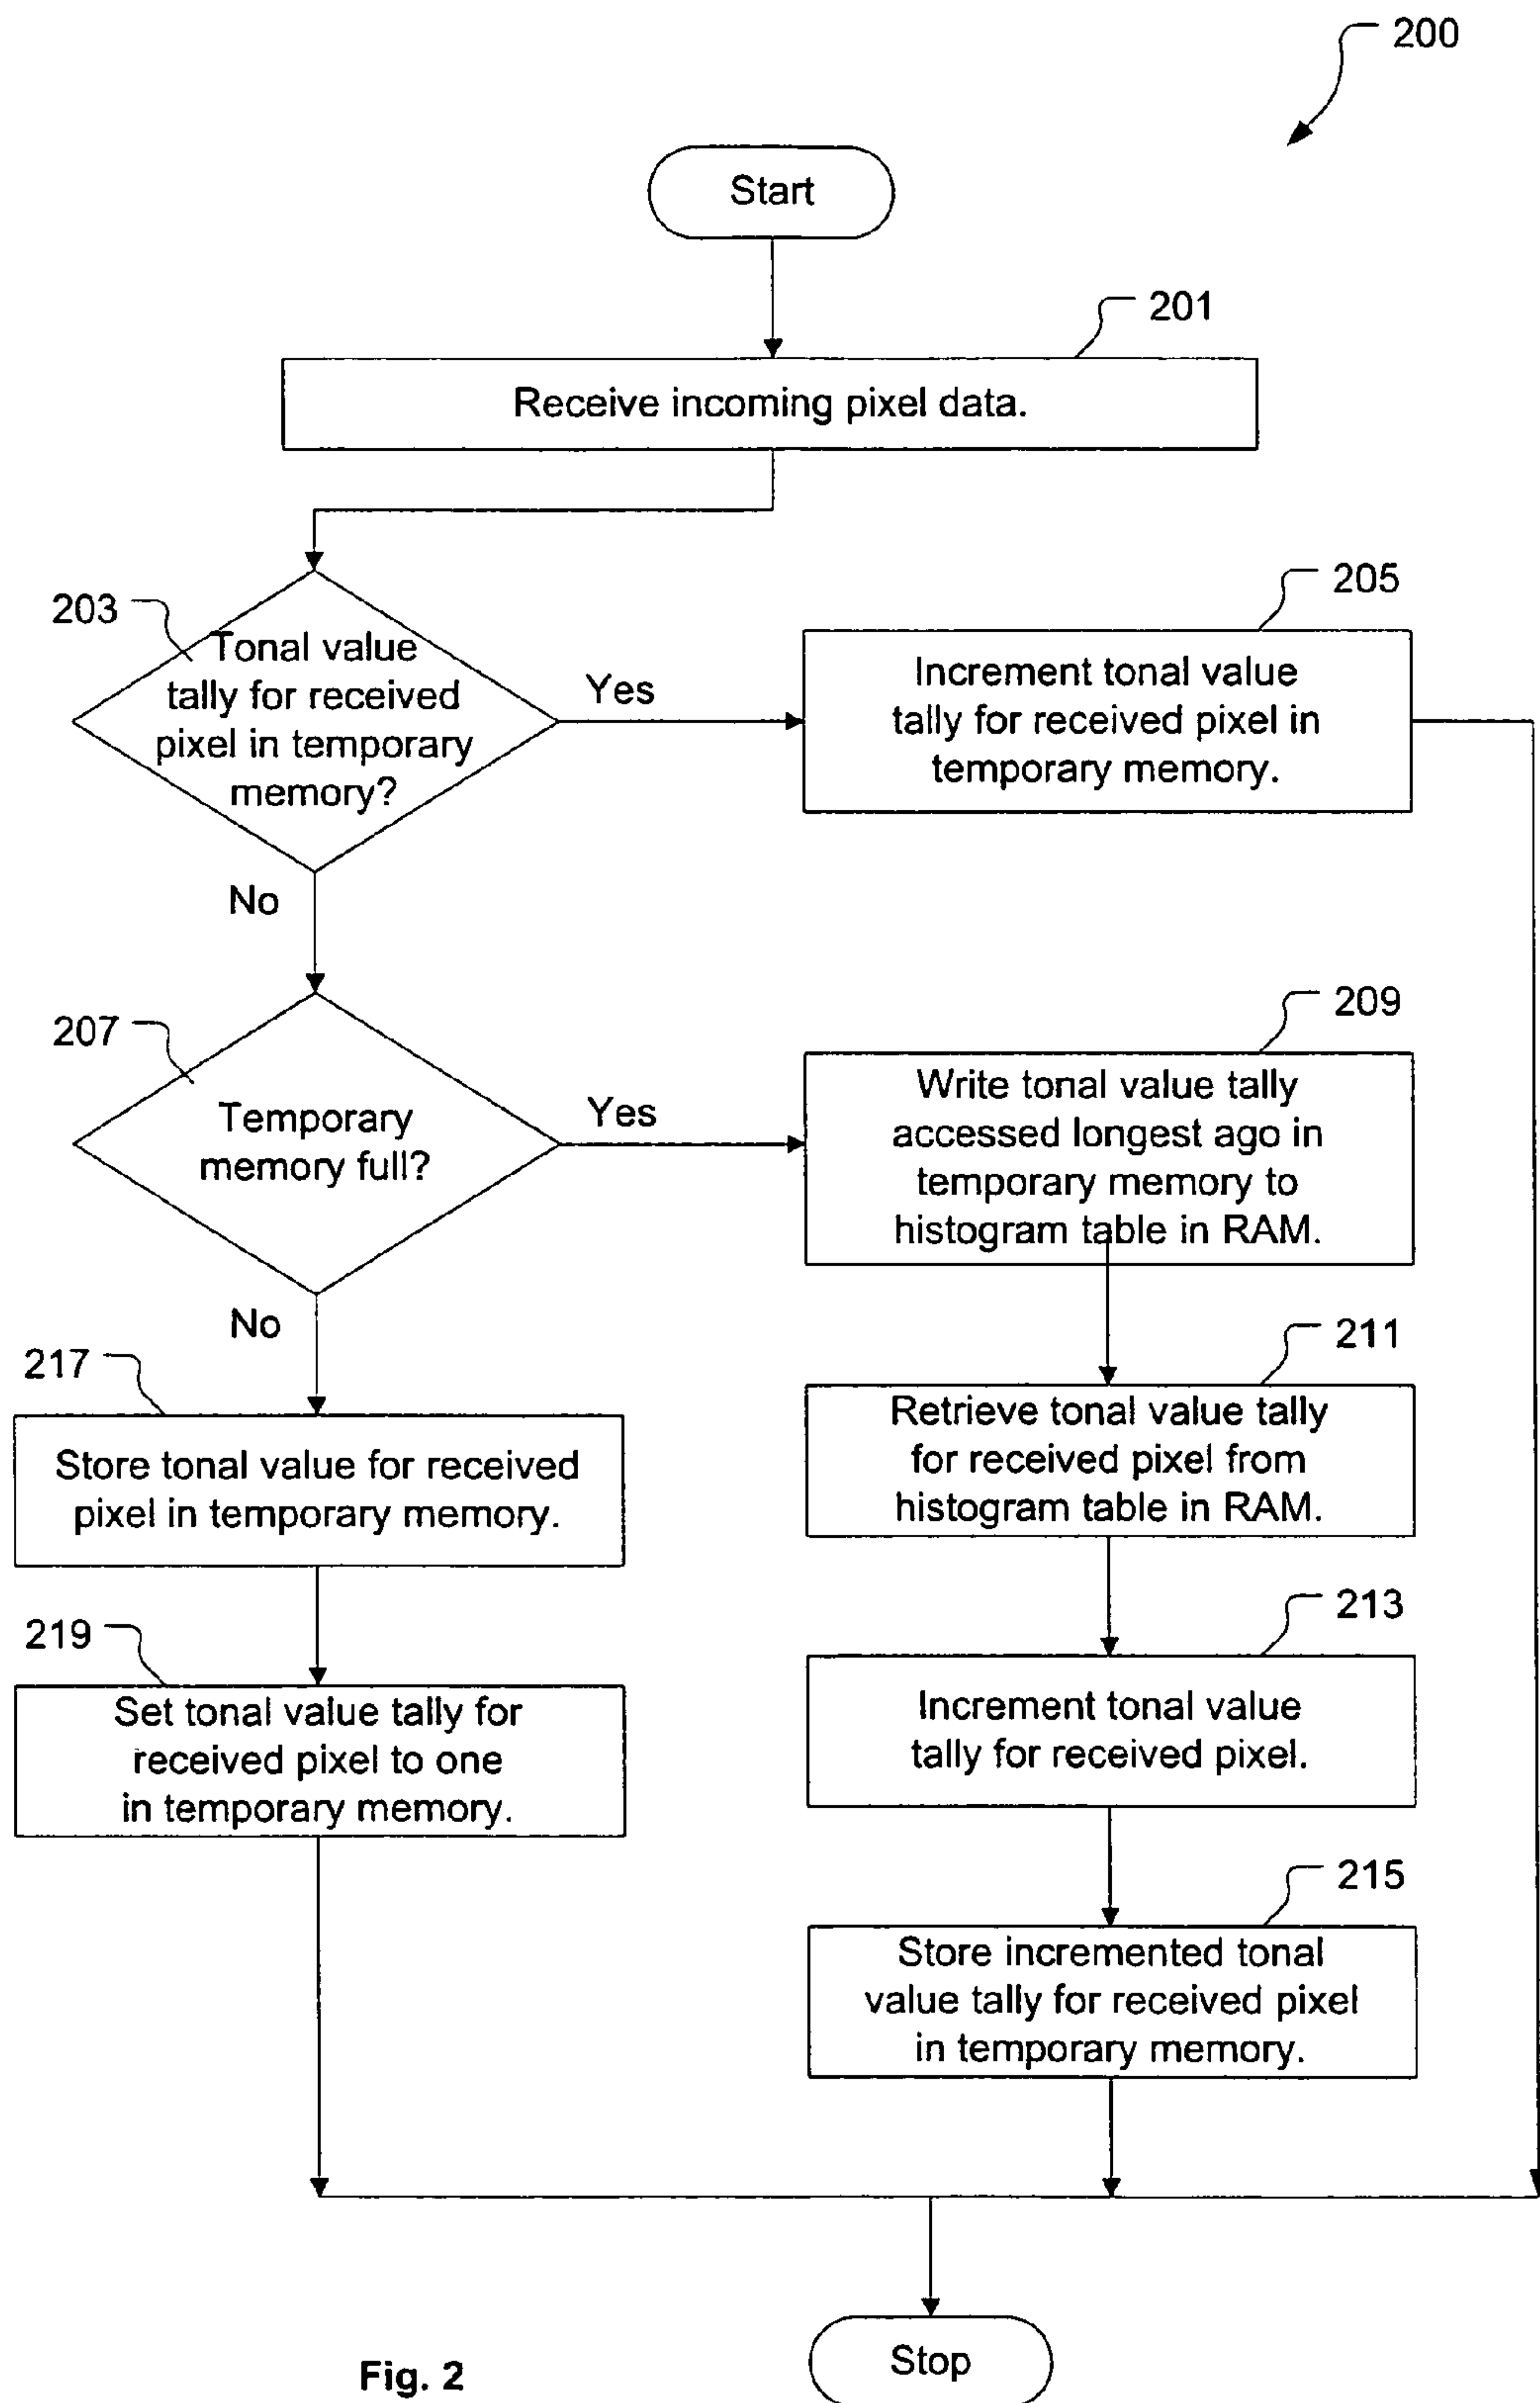 200
Start
201
Receive incoming pixel data.
203
Tonal value
tally for received
pixel in temporary
memory?
Yes
205
Increment tonal value
tally for received pixel in
temporary memory.
No
207
Temporary
memory full?
Yes
209
Write tonal value tally
accessed longest ago in
temporary memory to
histogram table in RAM.
No
211
Retrieve tonal value tally
for received pixel from
histogram table in RAM.
217
Store tonal value for received
pixel in temporary memory.
213
Increment tonal value
tally for received pixel.
219
Set tonal value tally for
received pixel to one
in temporary memory.
215
Store incremented tonal
value tally for received pixel
in temporary memory.
Stop
Fig. 2